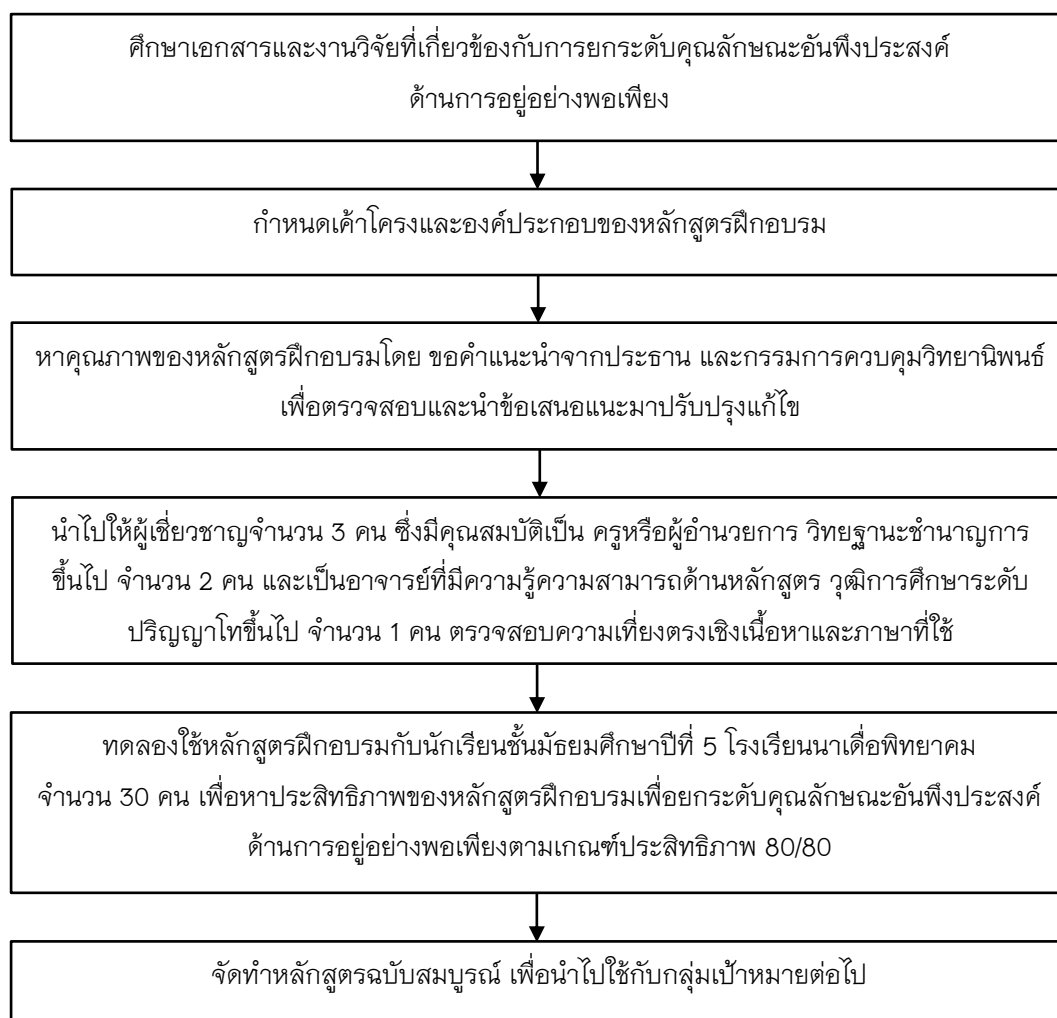 ศึกษาเอกสารและงานวิจัยที่เกี่ยวข้องกับการยกระดับคุณลักษณะอันพึงประสงค์
ด้านการอยู่อย่างพอเพียง
กำหนดเค้าโครงและองค์ประกอบของหลักสูตรฝึกอบรม
หาคุณภาพของหลักสูตรฝึกอบรมโดย ขอคำแนะนำจากประธาน และกรรมการควบคุมวิทยานิพนธ์
เพื่อตรวจสอบและนำข้อเสนอแนะมาปรับปรุงแก้ไข
นำไปให้ผู้เชี่ยวชาญจำนวน 3 คน ซึ่งมีคุณสมบัติเป็น ครูหรือผู้อำนวยการ วิทยฐานะชำนาญการ
ขึ้นไป จำนวน 2 คน และเป็นอาจารย์ที่มีความรู้ความสามารถด้านหลักสูตร วุฒิการศึกษาระดับ
ปริญญาโทขึ้นไป จำนวน 1 คน ตรวจสอบความเที่ยงตรงเชิงเนื้อหาและภาษาที่ใช้
ทดลองใช้หลักสูตรฝึกอบรมกับนักเรียนชั้นมัธยมศึกษาปีที่ 5 โรงเรียนนาเดื่อพิทยาคม
จำนวน 30 คน เพื่อหาประสิทธิภาพของหลักสูตรฝึกอบรมเพื่อยกระดับคุณลักษณะอันพึงประสงค์
ด้านการอยู่อย่างพอเพียงตามเกณฑ์ประสิทธิภาพ 80/80
จัดทำหลักสูตรฉบับสมบูรณ์ เพื่อนำไปใช้กับกลุ่มเป้าหมายต่อไป